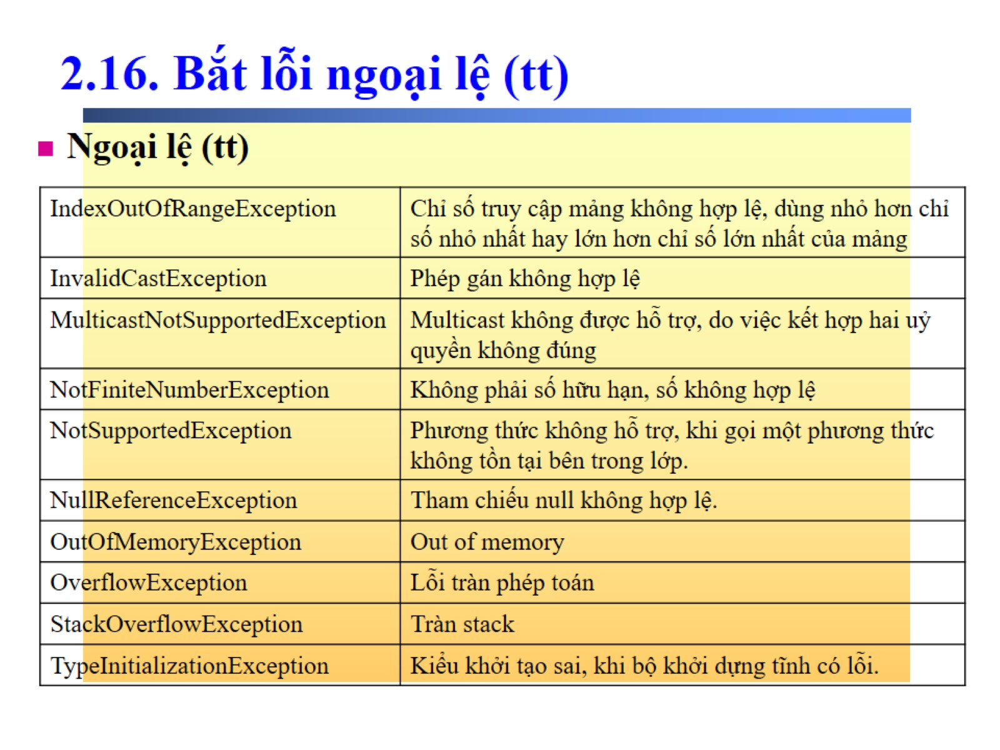 2.16. Bắt lỗi ngoại lệ (tt)
Ngoại lệ (tt)
IndexOutOfRangeException
Chỉ số truy cập mảng không hợp lệ, dùng nhỏ hơn chỉ
số nhỏ nhất hay lớn hơn chỉ số lớn nhất của mảng
InvalidCastException
Phép gán không hợp lệ
MulticastNotSupportedException
Multicast không được hỗ trợ, do việc kết hợp hai uỷ
quyền không đúng
NotFiniteNumberException
Không phải số hữu hạn, số không hợp lệ
NotSupportedException
Phương thức không hỗ trợ, khi gọi một phương thức
không tồn tại bên trong lớp.
NullReferenceException
Tham chiếu null không hợp lệ.
OutOfMemoryException
Out of memory
OverflowException
Lỗi tràn phép toán
StackOverflowException
Tràn stack
TypeInitializationException
Kiểu khởi tạo sai, khi bộ khởi dựng tĩnh có lỗi.